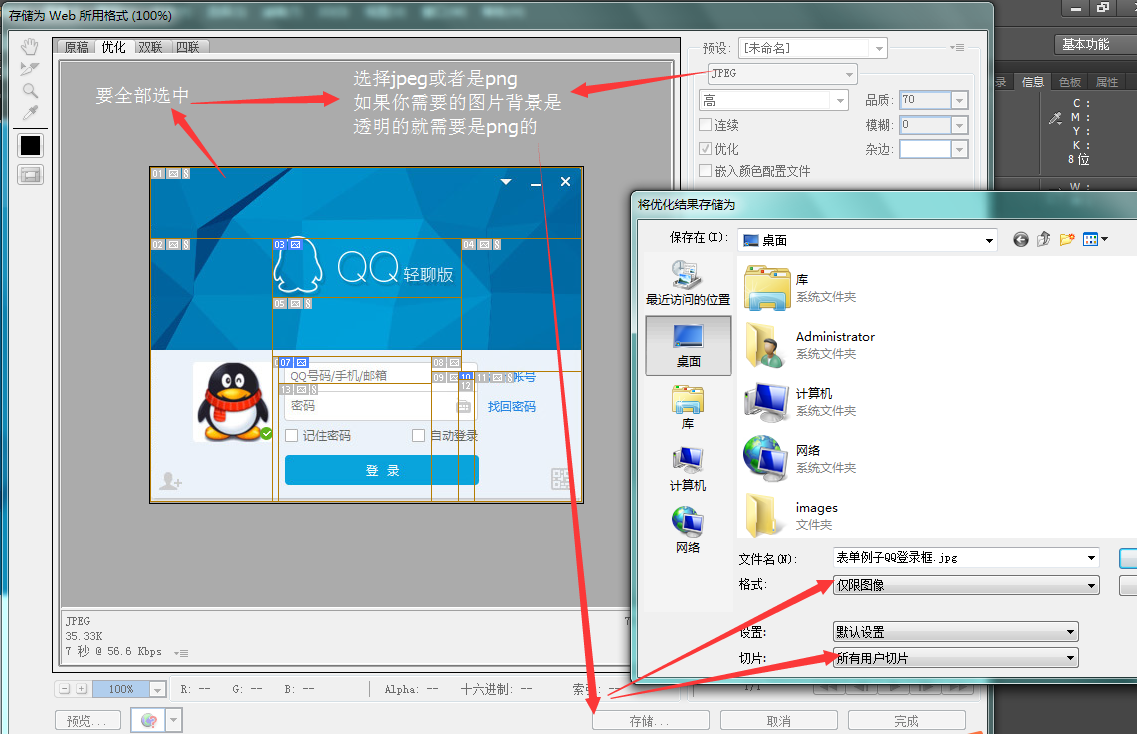 存储为 Web 所用格式 (100%)
基本功能
原稿 优化 双联 四联
预设: [未命名]
JPEG
高
品质: 70
连续
模糊: 0
优化
杂边:
嵌入颜色配置文件
录 信息 色板 属性
C :
M :
Y :
K :
8 位
W :
要全部选中
选择jpeg或者是png
如果你需要的图片背景是
透明的就需要是png的
01
02
03
04
QQ轻聊版
05
07
08
QQ号码/手机/邮箱
09
10
11
账号
12
13
密码
找回密码
记住密码
自动登录
登 录
将优化结果存储为
保存在(I):
桌面
最近访问的位置
桌面
库
计算机
网络
库
系统文件夹
Administrator
系统文件夹
计算机
系统文件夹
网络
系统文件夹
images
文件夹
文件名(N):
表单例子QQ登录框.jpg
格式:
仅限图像
设置:
默认设置
切片:
所有用户切片
JPEG
35.33K
7 秒 @ 56.6 Kbps
7
100%
R: --
G: --
B: --
Alpha: --
十六进制: --
索引: --
1/1
预览...
存储...
取消
完成